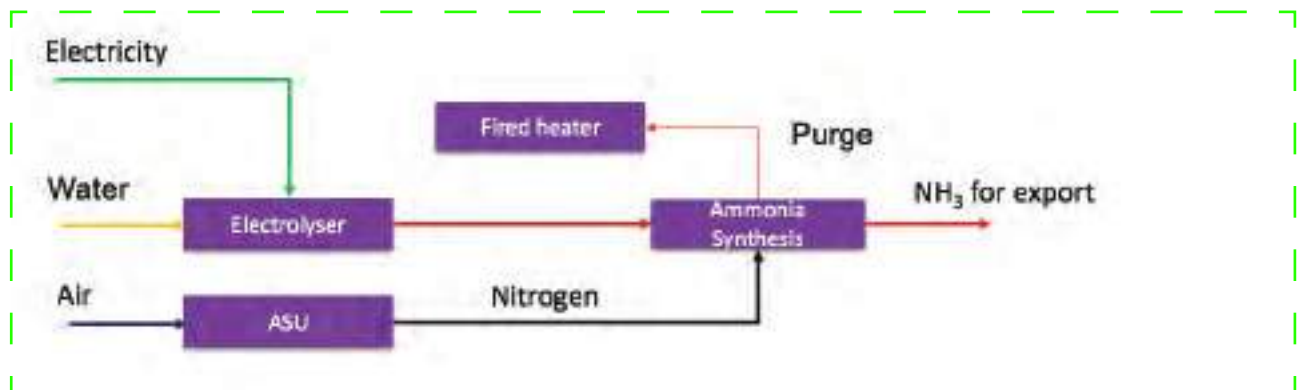 Electricity
Fired heater
Purge
Water
NH₃ for export
Electrolyser
Ammonia
Synthesis
Air
Nitrogen
ASU